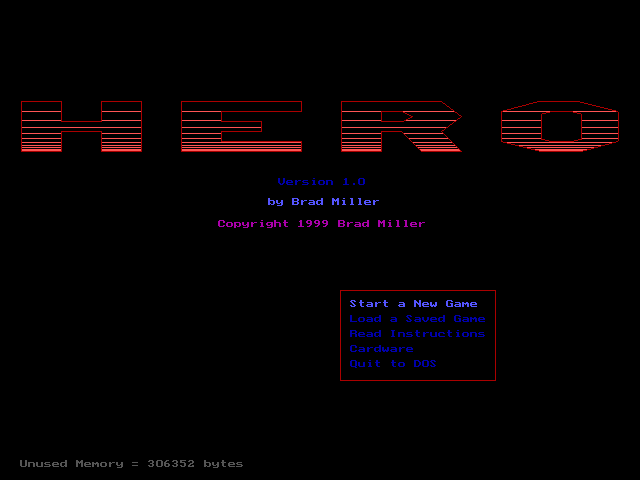 HERO
Version 1.0
by Brad Miller
Copyright 1999 Brad Miller
Start a New Game
Load a Saved Game
Read Instructions
Cardware
Quit to DOS
Unused Memory = 306352 bytes